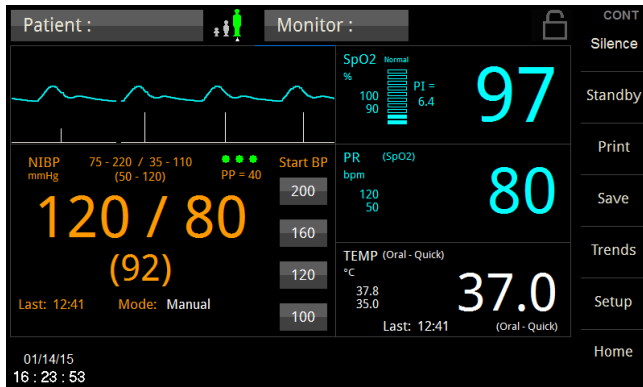 Patient :
Monitor :
CONT
Silence
Standby
Print
Save
Trends
Setup
Home
SpO2 Normal
%
100
90
PI =
6.4
97
NIBP
mmHg
75 - 220 / 35 - 110
(50 - 120)
PP = 40
Start BP
200
160
120
100
120 / 80
(92)
Last: 12:41 Mode: Manual
PR (SpO2)
bpm
120
50
80
TEMP (Oral - Quick)
°C
37.8
35.0
37.0
Last: 12:41 (Oral - Quick)
01/14/15
16 : 23 : 53